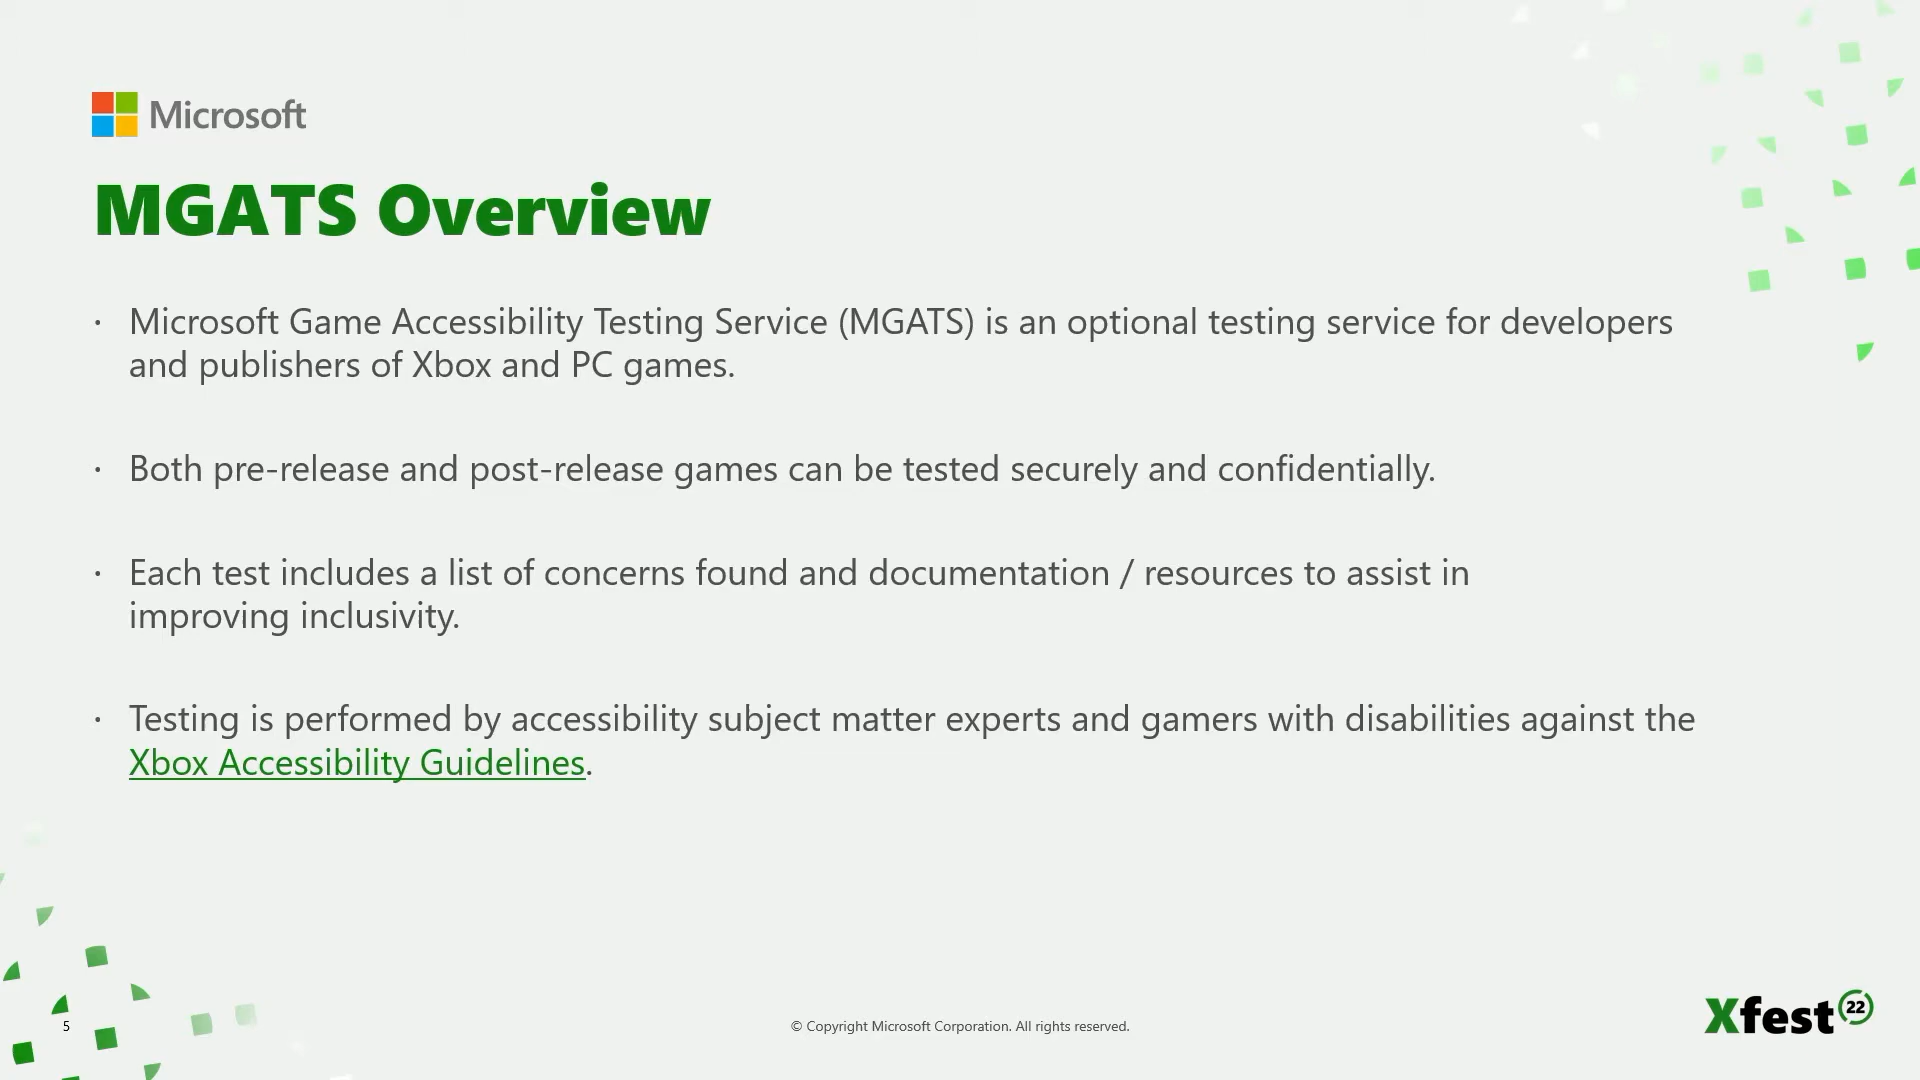 Microsoft
MGATS Overview
· Microsoft Game Accessibility Testing Service (MGATS) is an optional testing service for developers
and publishers of Xbox and PC games.
· Both pre-release and post-release games can be tested securely and confidentially.
· Each test includes a list of concerns found and documentation / resources to assist in
improving inclusivity.
· Testing is performed by accessibility subject matter experts and gamers with disabilities against the
Xbox Accessibility Guidelines.
5
© Copyright Microsoft Corporation. All rights reserved.
Xfest 22